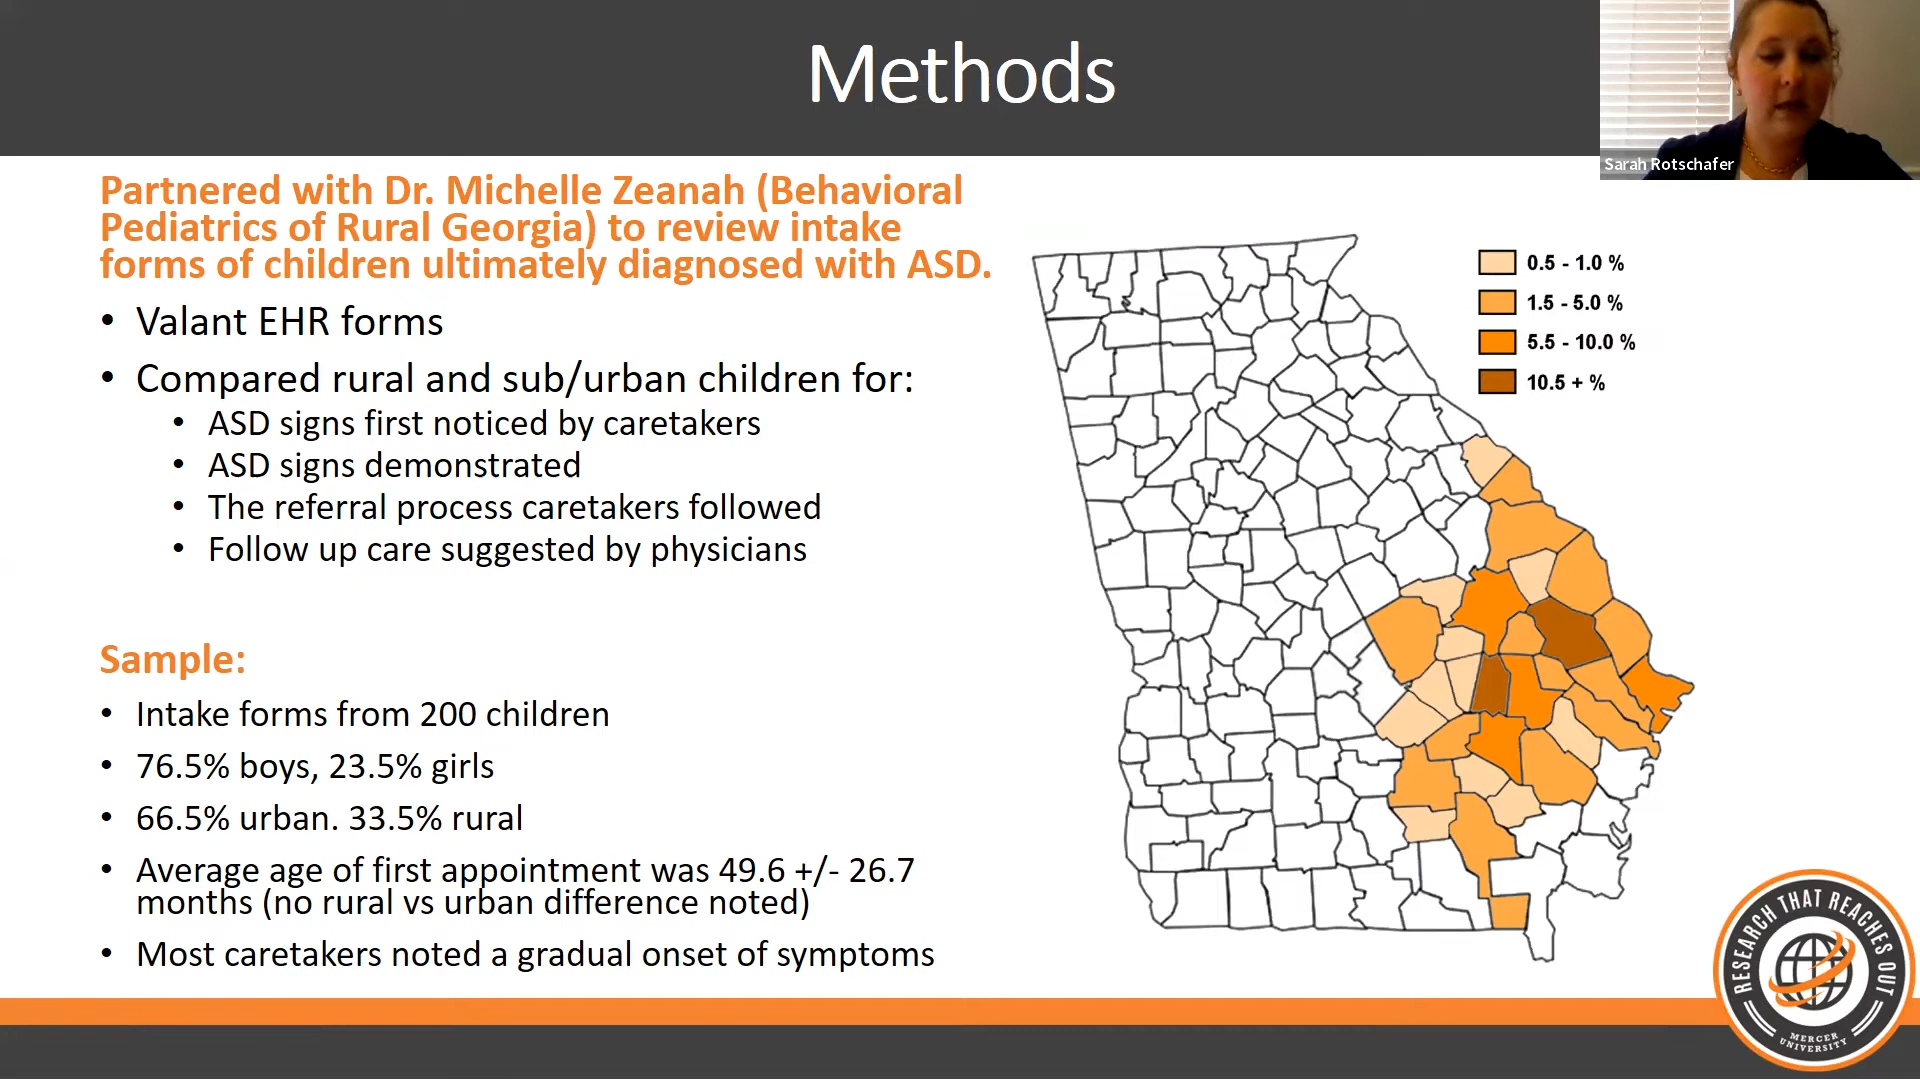 Methods
Sarah Rotschafer
Partnered with Dr. Michelle Zeanah (Behavioral
Pediatrics of Rural Georgia) to review intake
forms of children ultimately diagnosed with ASD.
• Valant EHR forms
• Compared rural and sub/urban children for:
• ASD signs first noticed by caretakers
• ASD signs demonstrated
• The referral process caretakers followed
• Follow up care suggested by physicians
Sample:
• Intake forms from 200 children
• 76.5% boys, 23.5% girls
• 66.5% urban. 33.5% rural
• Average age of first appointment was 49.6 +/- 26.7
months (no rural vs urban difference noted)
• Most caretakers noted a gradual onset of symptoms
0.5 - 1.0 %
1.5 - 5.0 %
5.5 - 10.0 %
10.5 + %
RESEARCH THAT REACHES OUT
MERCER
UNIVERSITY